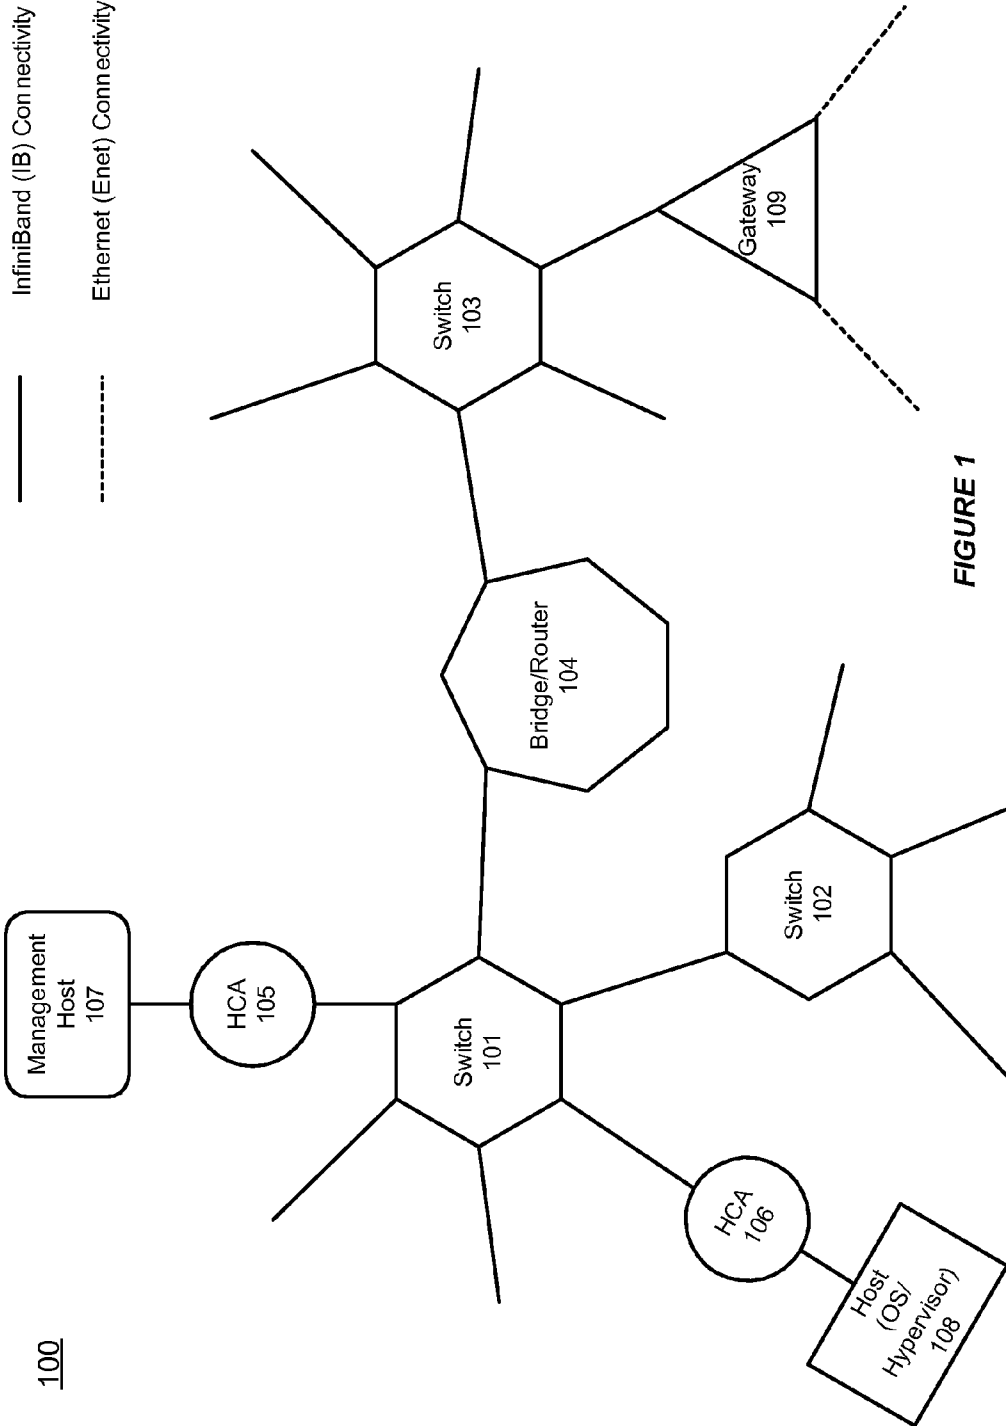 100
InfiniBand (IB) Connectivity
Ethernet (Enet) Connectivity
Management
Host
107
HCA
105
Switch
101
HCA
106
Host
(OS/
Hypervisor)
108
Switch
102
Bridge/Router
104
Switch
103
Gateway
109
FIGURE 1